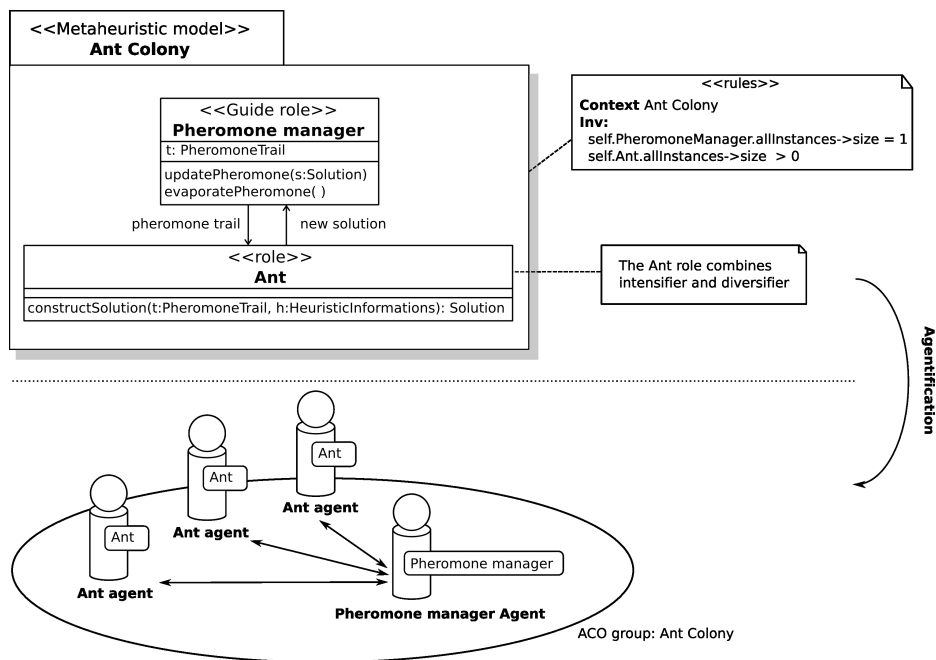 <<Metaheuristic model>>
Ant Colony
<<Guide role>>
Pheromone manager
t: PheromoneTrail
updatePheromone(s:Solution)
evaporatePheromone( )
pheromone trail
new solution
<<role>>
Ant
constructSolution(t:PheromoneTrail, h:HeuristicInformations): Solution
<<rules>>
Context Ant Colony
Inv:
self.PheromoneManager.allInstances->size = 1
self.Ant.allInstances->size > 0
The Ant role combines
intensifier and diversifier
Agentification
Ant
Ant agent
Ant
Ant agent
Ant
Ant agent
Pheromone manager
Pheromone manager Agent
ACO group: Ant Colony